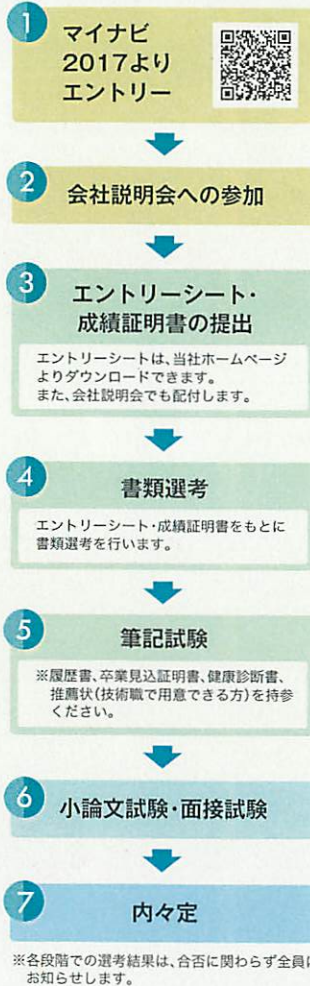 1
マイナビ
2017より
エントリー
2
会社説明会への参加
3
エントリーシート・
成績証明書の提出
エントリーシートは、当社ホームページ
よりダウンロードできます。
また、会社説明会でも配付します。
4
書類選考
エントリーシート・成績証明書をもとに
書類選考を行います。
5
筆記試験
※履歴書、卒業見込証明書、健康診断書、
推薦状(技術職で用意できる方)を持参
ください。
6
小論文試験・面接試験
7
内々定
※各段階での選考結果は、合否に関わらず全員に
お知らせします。